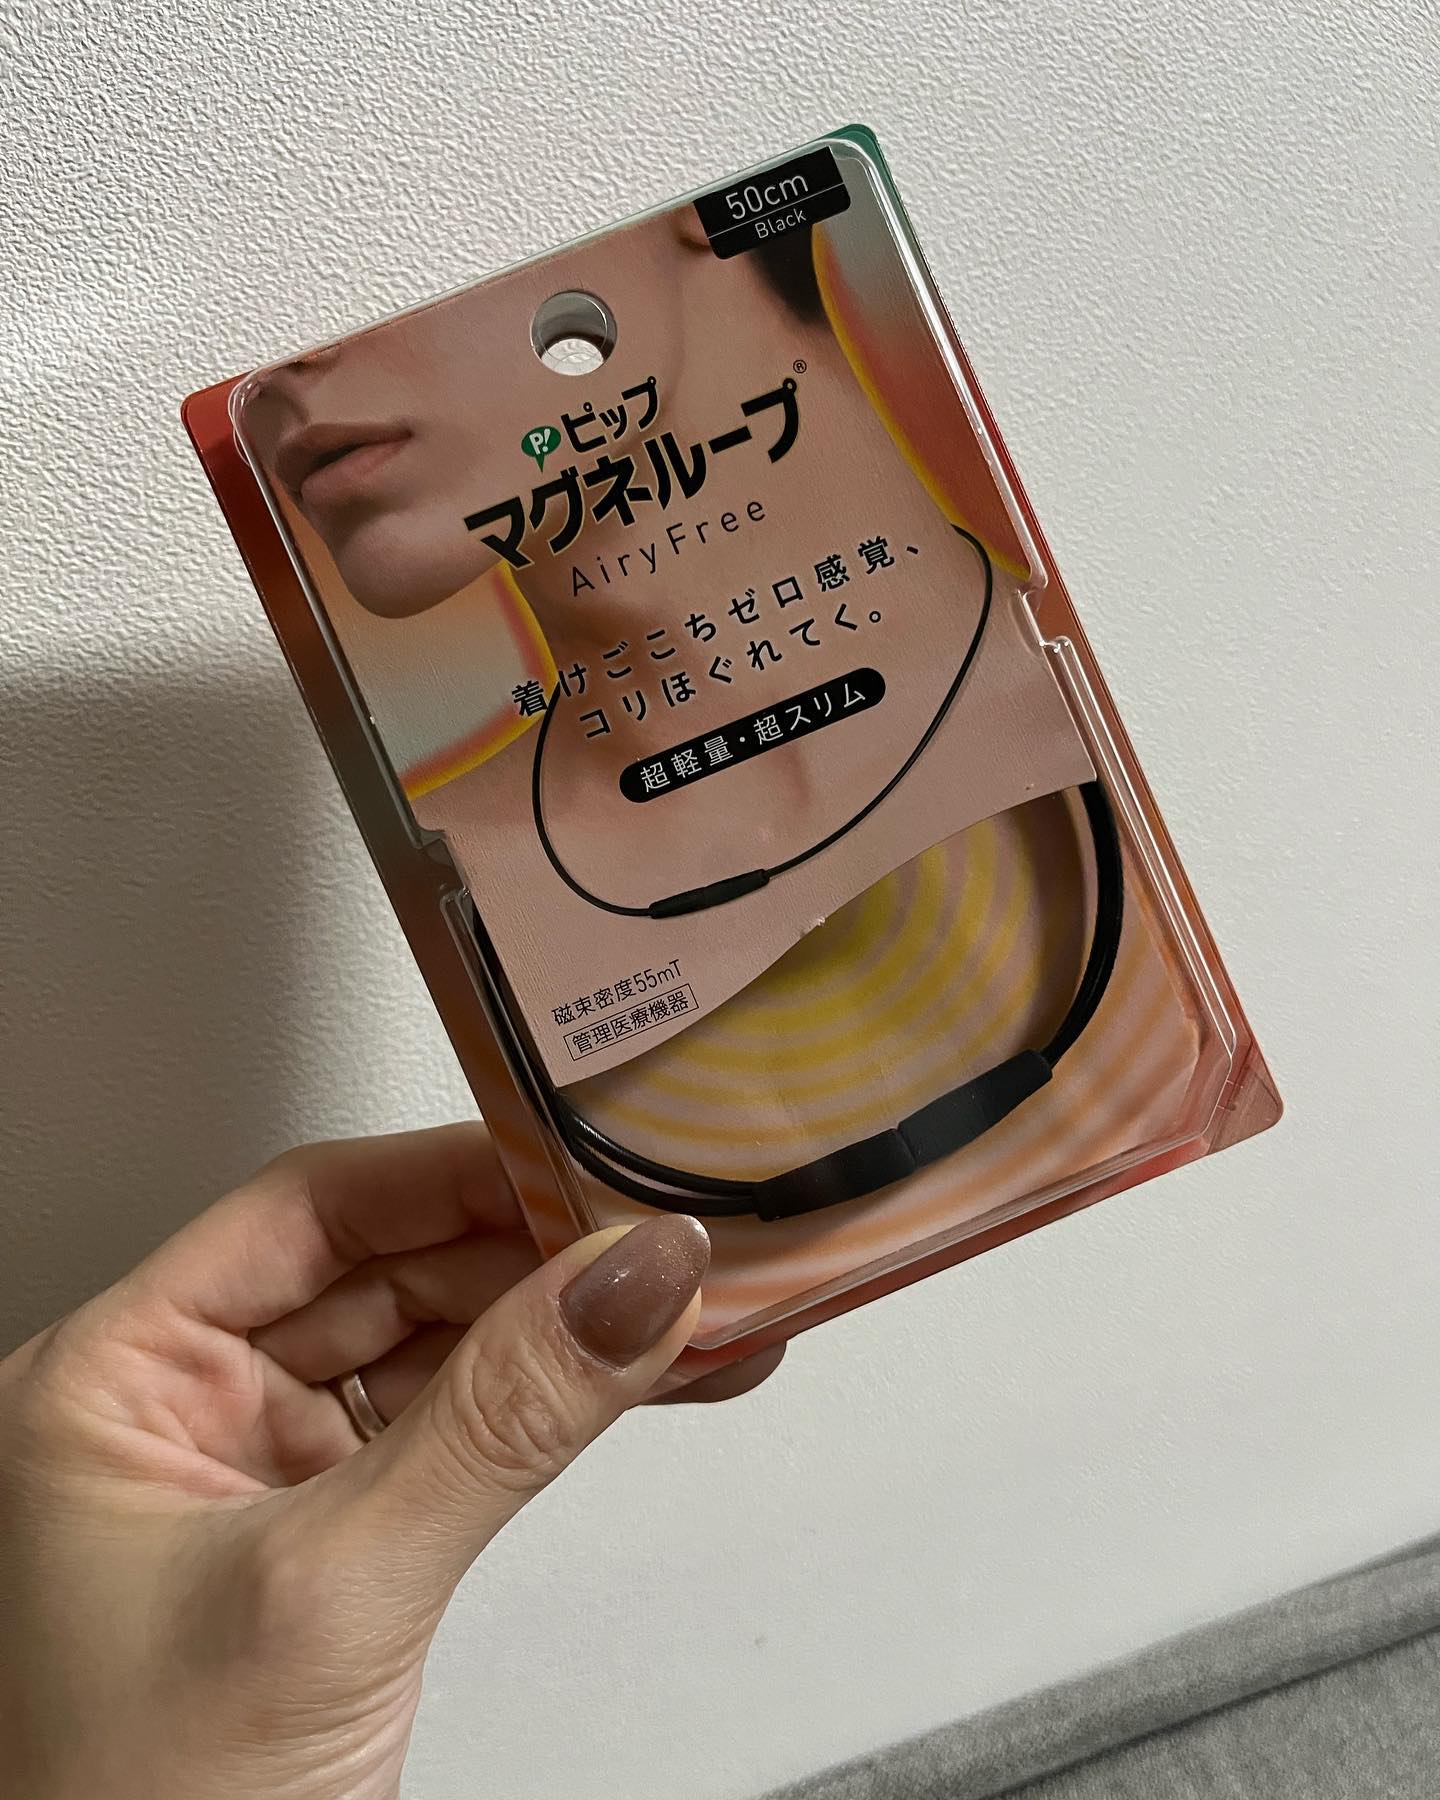 50cm
Black
P!ピップ
マグネループ®
AiryFree
着けごこちゼロ感覚、
コリほぐれてく。
超軽量・超スリム
磁束密度55mT
管理医療機器